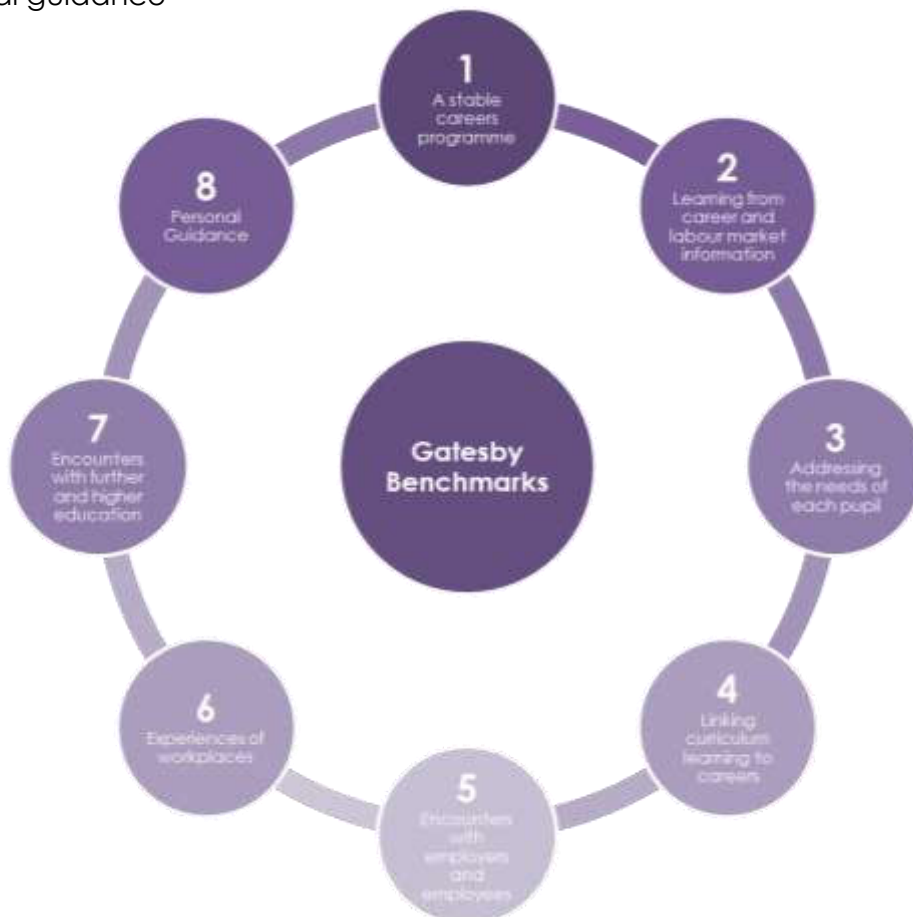 al guidance
1
A stable
careers
programme
2
Learning from
career and
labour market
information
3
Addressing
the needs of
each pupil
4
Linking
curriculum
learning to
careers
5
Encounters
with
employers
and
employees
6
Experiences of
workplaces
7
Encounters
with further
and higher
education
8
Personal
Guidance
Gatesby
Benchmarks